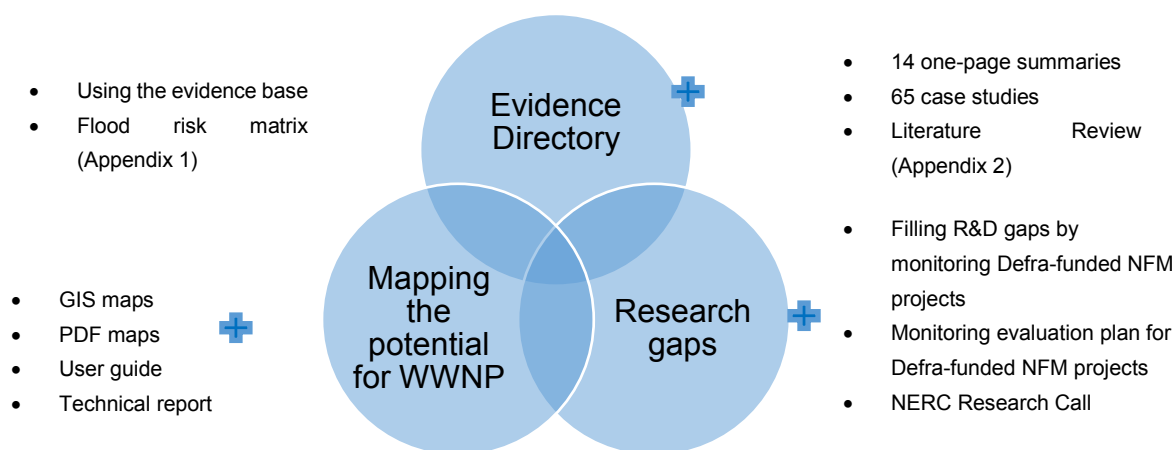 • Using the evidence base
• Flood risk matrix
(Appendix 1)
Evidence
Directory
• 14 one-page summaries
• 65 case studies
• Literature Review
(Appendix 2)
• GIS maps
• PDF maps
• User guide
• Technical report
Mapping
the
potential
for WWNP
Research
gaps
• Filling R&D gaps by
monitoring Defra-funded NFM
projects
• Monitoring evaluation plan for
Defra-funded NFM projects
• NERC Research Call